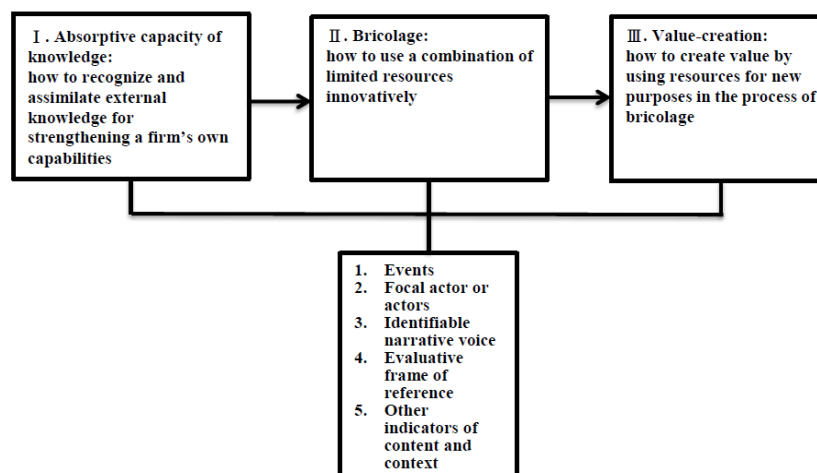 Ⅰ. Absorptive capacity of
knowledge:
how to recognize and
assimilate external
knowledge for
strengthening a firm's own
capabilities
Ⅱ. Bricolage:
how to use a combination of
limited resources
innovatively
Ⅲ. Value-creation:
how to create value by
using resources for new
purposes in the process of
bricolage
1. Events
2. Focal actor or
actors
3. Identifiable
narrative voice
4. Evaluative
frame of
reference
5. Other
indicators of
content and
context